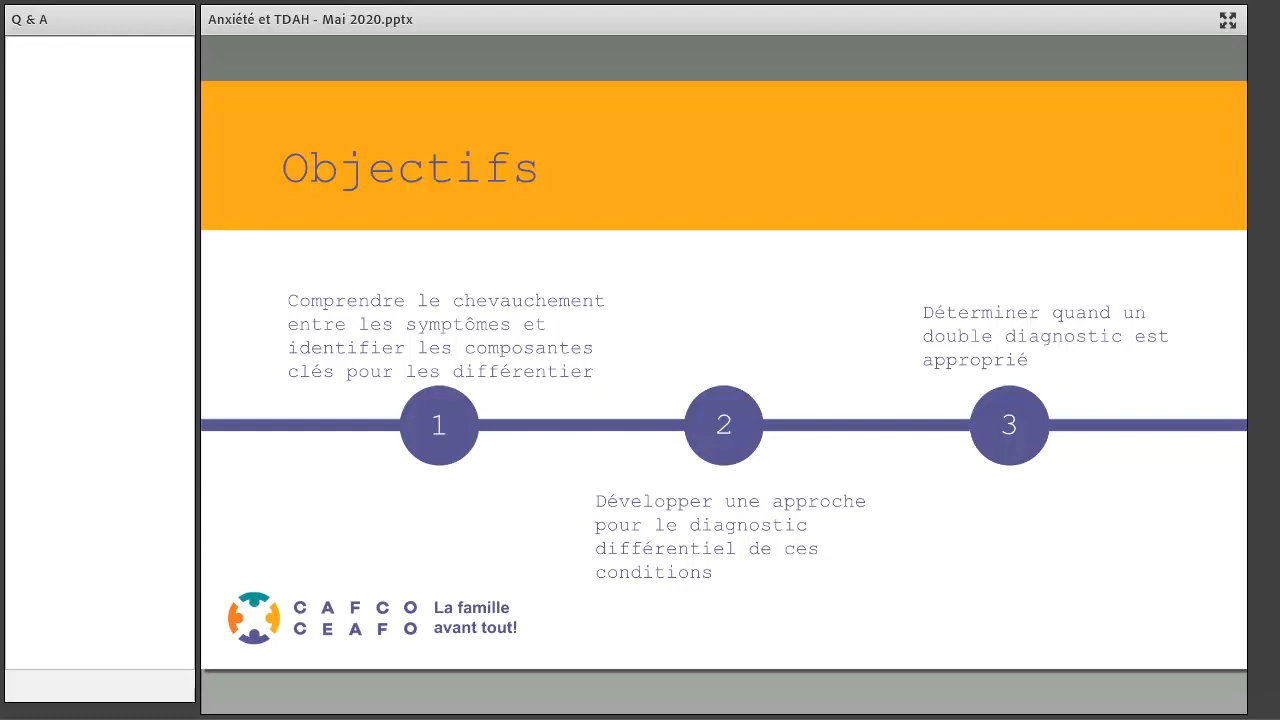 Q & A
Anxiété et TDAH - Mai 2020.pptx
Objectifs
Comprendre le chevauchement
entre les symptômes et
identifier les composantes
clés pour les différentier
Déterminer quand un
double diagnostic est
approprié
1
2
3
Développer une approche
pour le diagnostic
différentiel de ces
conditions
CAFCO
CEAFO
La famille
avant tout!